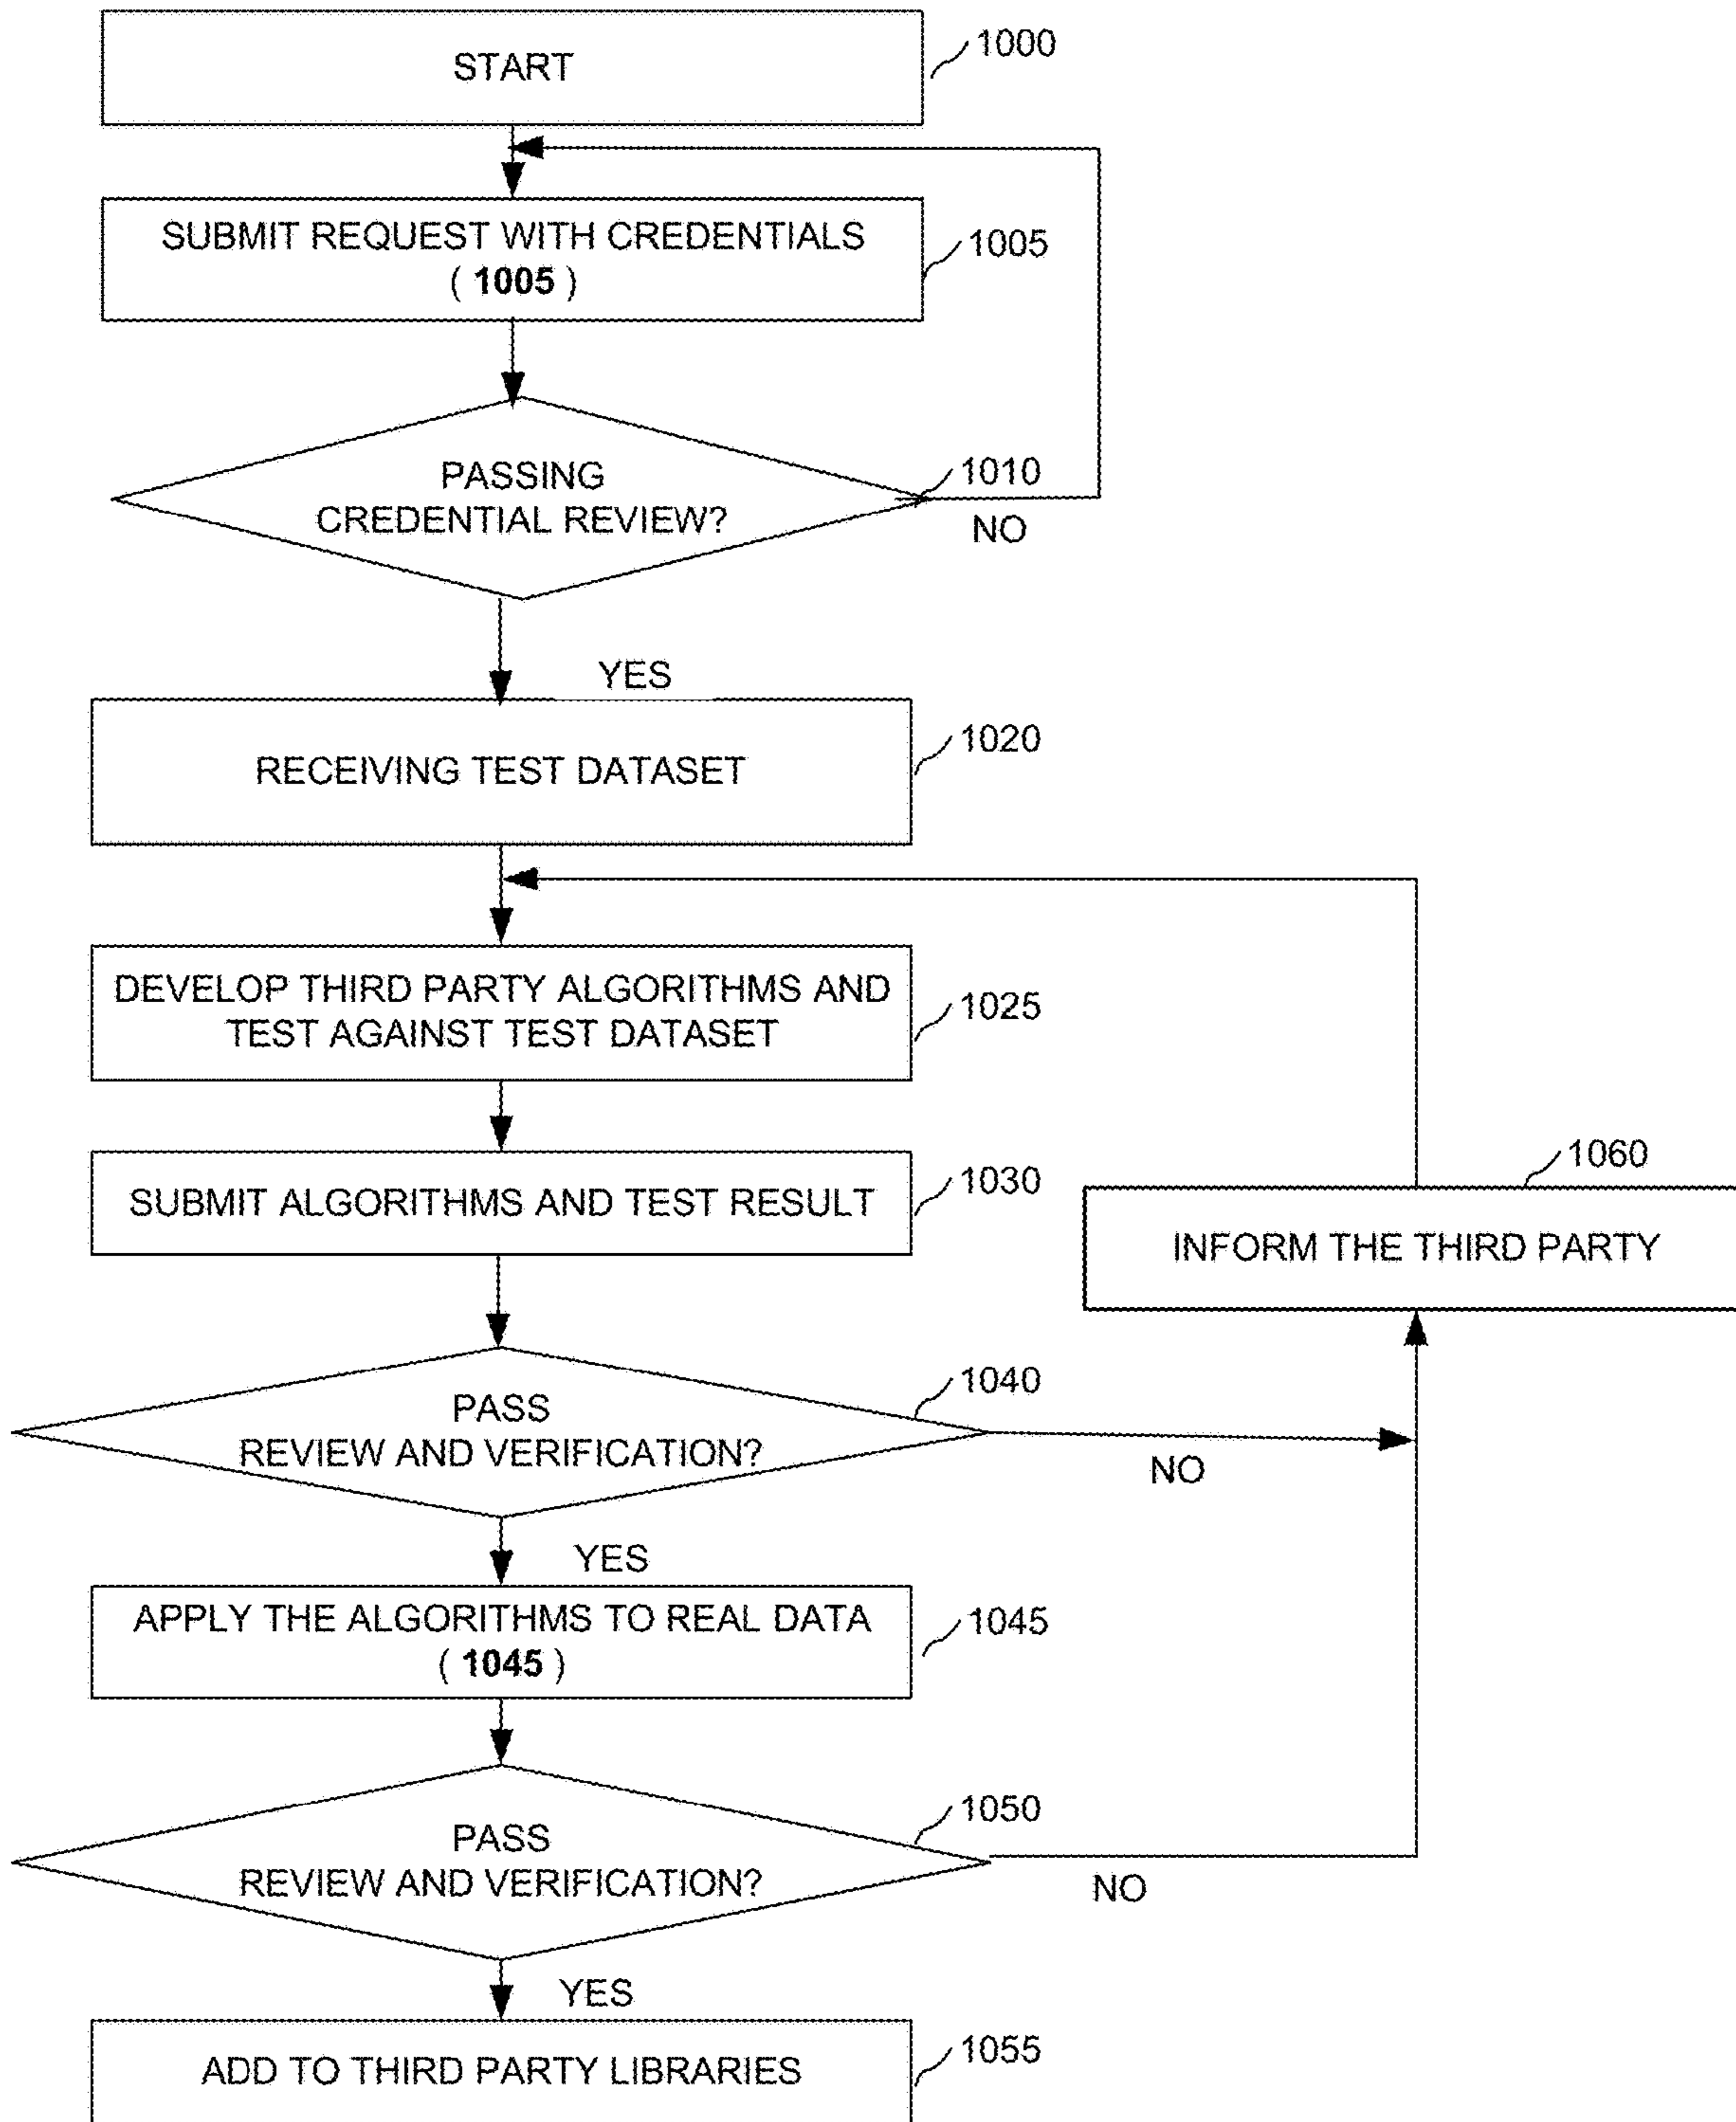 START
1000
SUBMIT REQUEST WITH CREDENTIALS
( 1005 )
1005
PASSING
CREDENTIAL REVIEW?
1010
NO
YES
RECEIVING TEST DATASET
1020
DEVELOP THIRD PARTY ALGORITHMS AND
TEST AGAINST TEST DATASET
1025
SUBMIT ALGORITHMS AND TEST RESULT
1030
1060
INFORM THE THIRD PARTY
PASS
REVIEW AND VERIFICATION?
1040
NO
YES
APPLY THE ALGORITHMS TO REAL DATA
( 1045 )
1045
PASS
REVIEW AND VERIFICATION?
1050
NO
YES
ADD TO THIRD PARTY LIBRARIES
1055